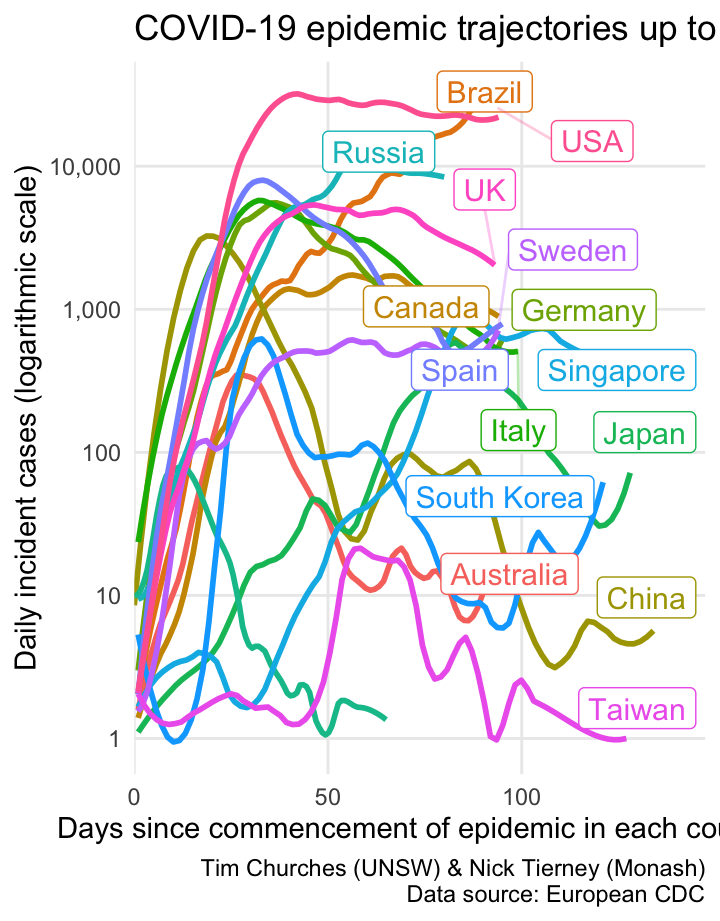 COVID-19 epidemic trajectories up to
Daily incident cases (logarithmic scale)
10,000
1,000
100
10
1
Brazil
USA
Russia
UK
Sweden
Canada
Germany
Spain
Singapore
Italy
Japan
South Korea
Australia
China
Taiwan
0 50 100
Days since commencement of epidemic in each cou
Tim Churches (UNSW) & Nick Tierney (Monash)
Data source: European CDC